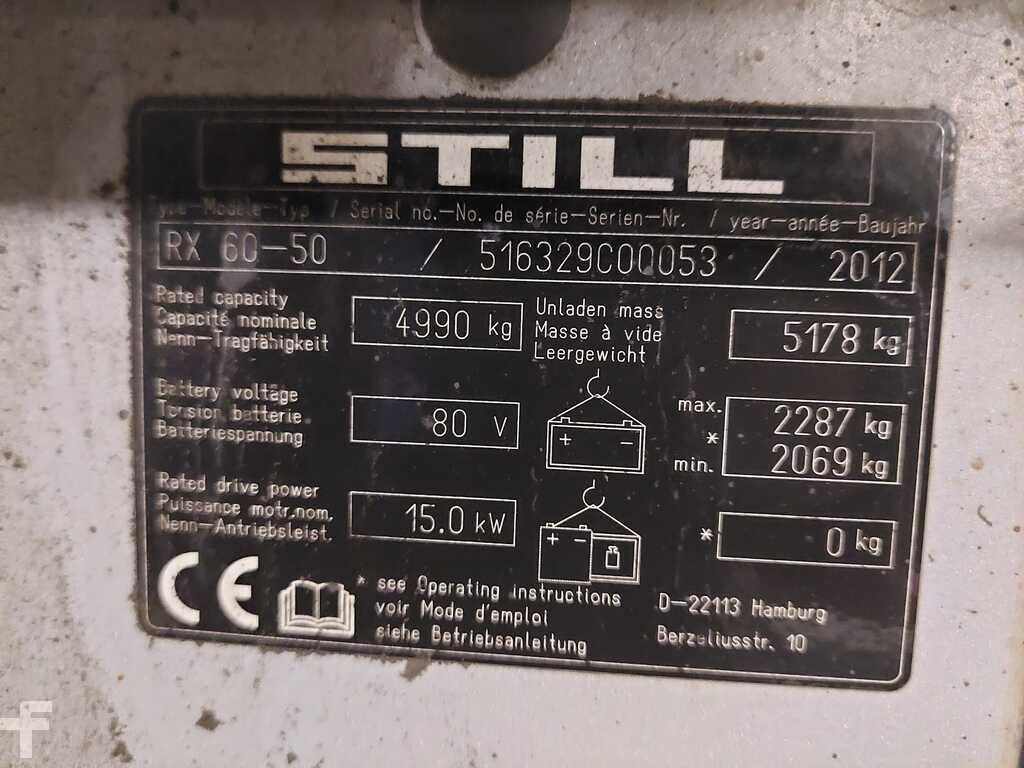 STILL
Type-Modèle-Typ / Serial no.-No. de série-Serien-Nr. / year-année-Baujahr
RX 60-50 / 516329C00053 / 2012
Rated capacity
Capacité nominale
Nenn-Tragfähigkeit
4990 kg
Unladen mass
Masse à vide
Leergewicht
5178 kg
Battery voltage
Tension batterie
Batteriespannung
80 V
+ -
max. 2287 kg
*
min. 2069 kg
Rated drive power
Puissance motr.nom.
Nenn-Antriebsleist.
15.0 kW
+ -
* 0 kg
CE
* see Operating instructions
voir Mode d'emploi
siehe Betriebsanleitung
D-22113 Hamburg
Berzeliusstr. 10
F